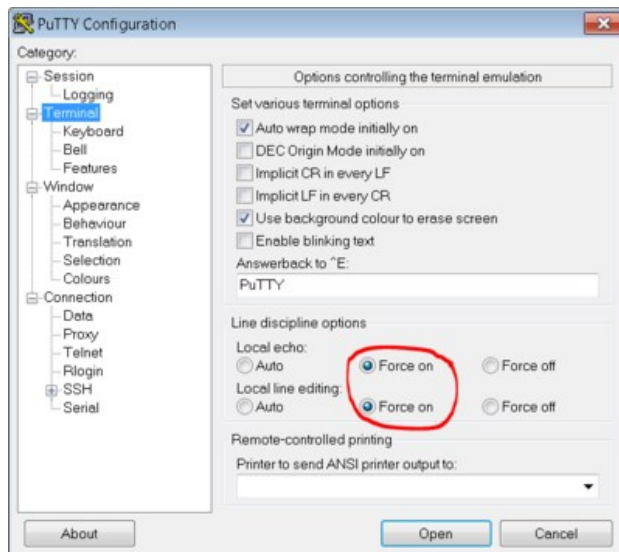 PuTTY Configuration
Category:
Session
Logging
Terminal
Keyboard
Bell
Features
Window
Appearance
Behaviour
Translation
Selection
Colours
Connection
Data
Proxy
Telnet
Rlogin
SSH
Serial
Options controlling the terminal emulation
Set various terminal options
Auto wrap mode initially on
DEC Origin Mode initially on
Implicit CR in every LF
Implicit LF in every CR
Use background colour to erase screen
Enable blinking text
Answerback to ^E:
PuTTY
Line discipline options
Local echo:
Auto Force on Force off
Local line editing:
Auto Force on Force off
Remote-controlled printing
Printer to send ANSI printer output to:
About Open Cancel